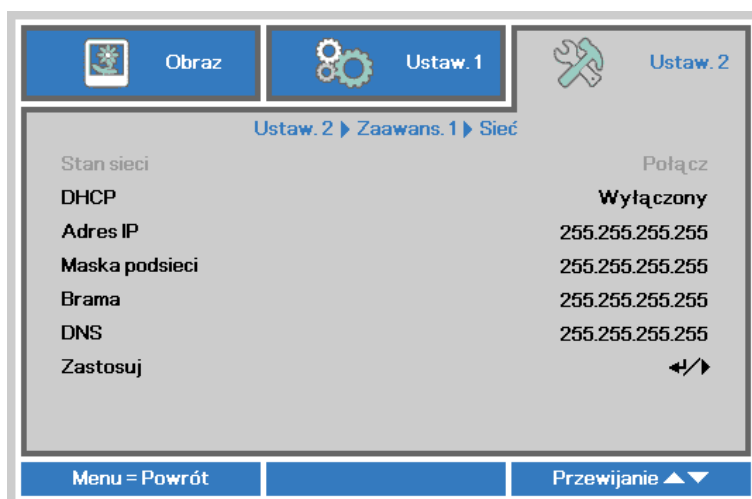 Obraz
Ustaw. 1
Ustaw. 2
Ustaw. 2 ▶ Zaawans. 1 ▶ Sieć
Stan sieci Połącz
DHCP Wyłączony
Adres IP 255.255.255.255
Maska podsieci 255.255.255.255
Brama 255.255.255.255
DNS 255.255.255.255
Zastosuj ↵/▶
Menu = Powrót
Przewijanie ▲▼